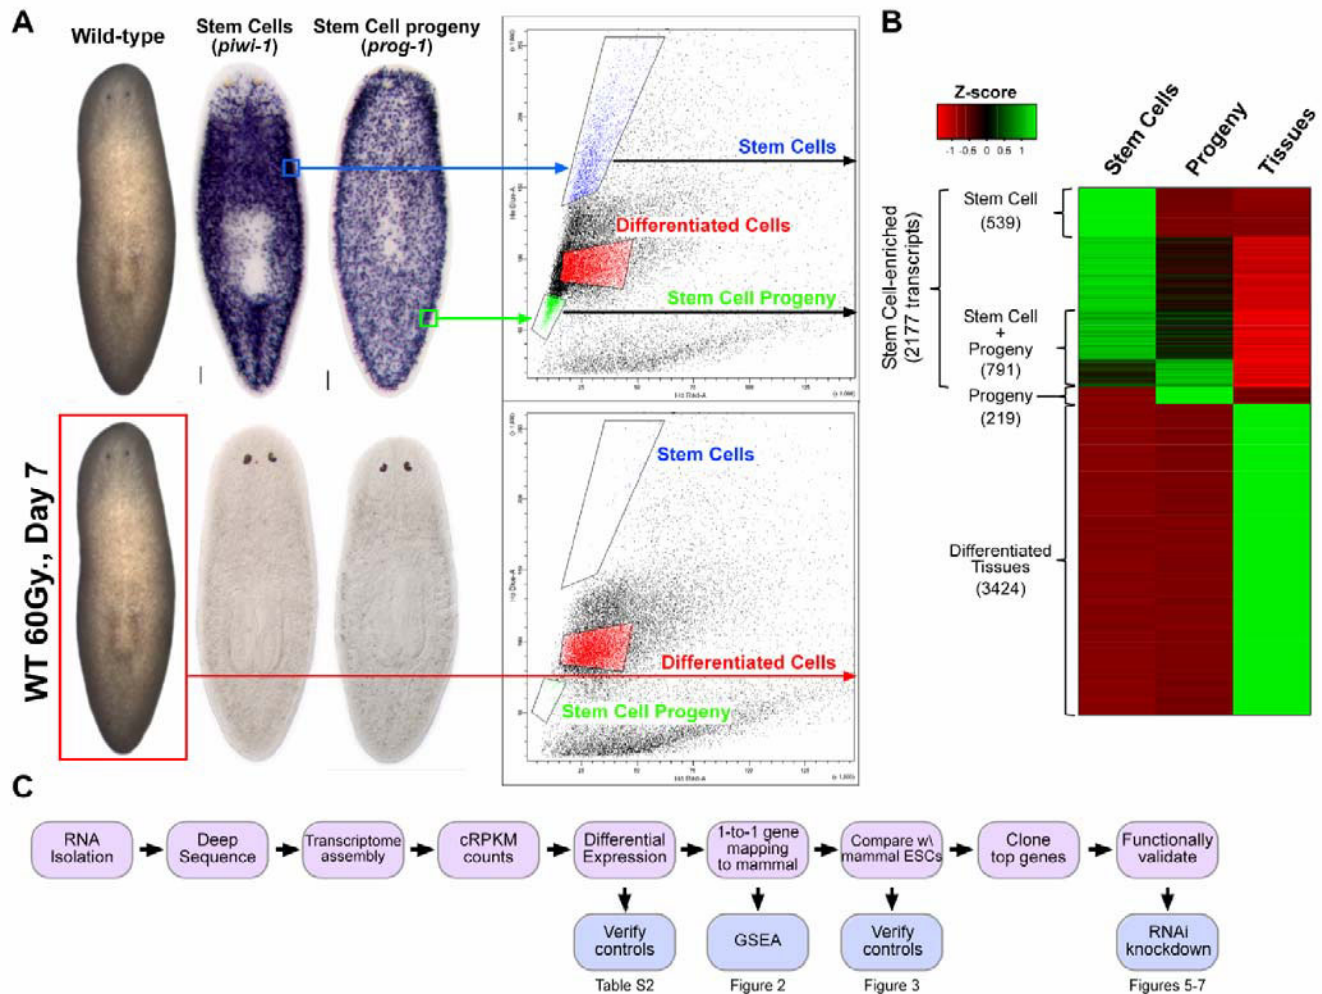 A
Wild-type
Stem Cells
(piwi-1)
Stem Cell progeny
(prog-1)
Stem Cells
Differentiated Cells
Stem Cell Progeny
WT 60Gy., Day 7
Stem Cells
Differentiated Cells
Stem Cell Progeny
B
Z-score
-1 -0.5 0 0.5 1
Stem Cells
Progeny
Tissues
Stem Cell-enriched
(2177 transcripts)
Stem Cell
(539)
Stem Cell
+
Progeny
(791)
Progeny
(219)
Differentiated
Tissues
(3424)
C
RNA
Isolation
Deep
Sequence
Transcriptome
assembly
cRPKM
counts
Differential
Expression
1-to-1 gene
mapping
to mammal
Compare w\
mammal ESCs
Clone
top genes
Functionally
validate
Verify
controls
GSEA
Verify
controls
RNAi
knockdown
Table S2
Figure 2
Figure 3
Figures 5-7